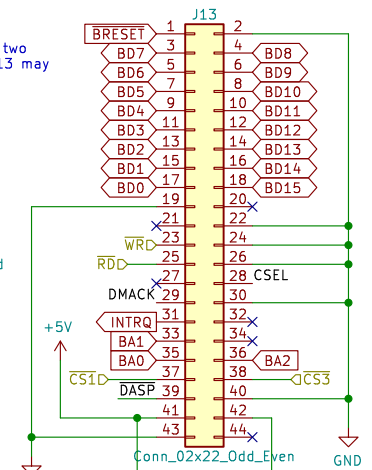 J13
two
13 may
BRESET 1 2
BD7 3 4 BD8
BD6 5 6 BD9
BD5 7 8 BD10
BD4 9 10 BD11
BD3 11 12 BD12
BD2 13 14 BD13
BD1 15 16 BD14
BD0 17 18 BD15
19 20
21 22
WR 23 24
RD 25 26
27 28 CSEL
DMACK 29 30
INTRQ 31 32
BA1 33 34
BA0 35 36 BA2
CS1 37 38 CS3
DASP 39 40
41 42
43 44
+5V
Conn_02x22_Odd_Even
GND